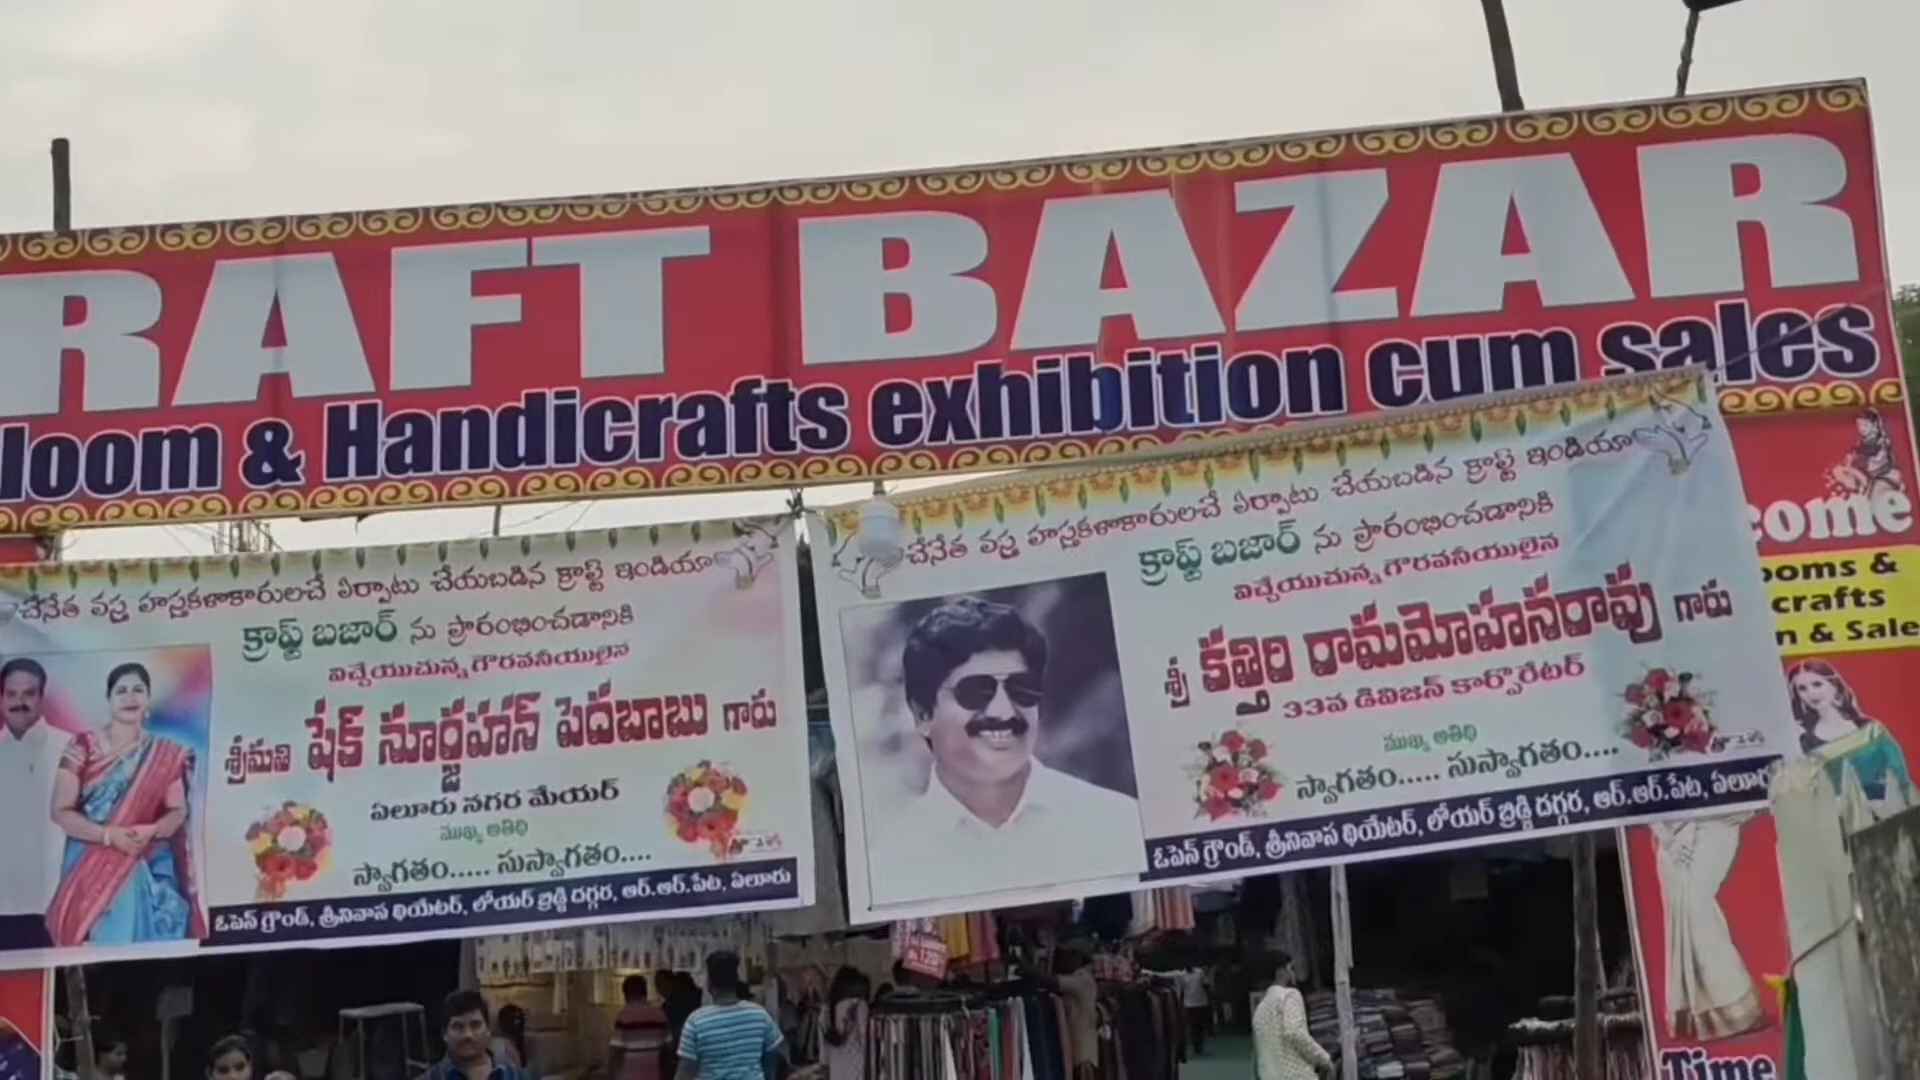 RAFT BAZAR
loom & Handicrafts exhibition cum sales
చేనేత వస్త్ర హస్తకళాకారులచే ఏర్పాటు చేయబడిన క్రాఫ్ట్ ఇండియా
క్రాఫ్ట్ బజార్ ను ప్రారంభించడానికి
విచ్చేయుచున్న గౌరవనీయులైన
శ్రీమతి షేక్ నూర్జహన్ పెదబాబు గారు
ఏలూరు నగర మేయర్
ముఖ్య అతిథి
స్వాగతం..... సుస్వాగతం....
ఓపెన్ గ్రౌండ్, శ్రీనివాస థియేటర్, లోయర్ బ్రిడ్జి దగ్గర, ఆర్.ఆర్.పేట, ఏలూరు
చేనేత వస్త్ర హస్తకళాకారులచే ఏర్పాటు చేయబడిన క్రాఫ్ట్ ఇండియా
క్రాఫ్ట్ బజార్ ను ప్రారంభించడానికి
విచ్చేయుచున్న గౌరవనీయులైన
శ్రీ కత్తిరి రామమోహనరావు గారు
33వ డివిజన్ కార్పొరేటర్
ముఖ్య అతిథి
స్వాగతం..... సుస్వాగతం....
ఓపెన్ గ్రౌండ్, శ్రీనివాస థియేటర్, లోయర్ బ్రిడ్జి దగ్గర, ఆర్.ఆర్.పేట, ఏలూరు
come
ooms &
crafts
n & Sale
Time